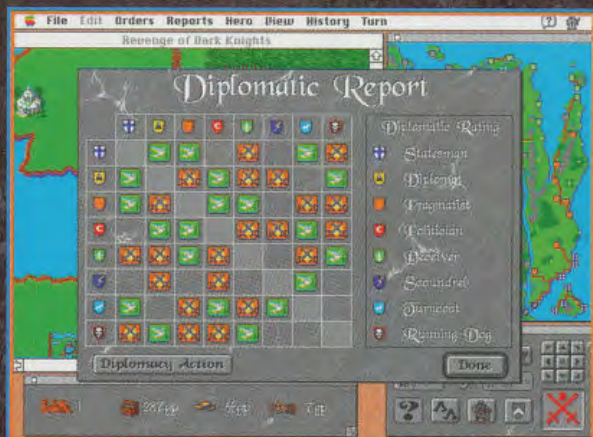 File Edit Orders Reports Hero View History Turn
Revenge of Dark Knights
Diplomatic Report
Diplomatic Rating
Statesman
Diplomat
Pragmatist
Politician
Deceiver
Scoundrel
Turncoat
Running Dog
Diplomacy Action
Done